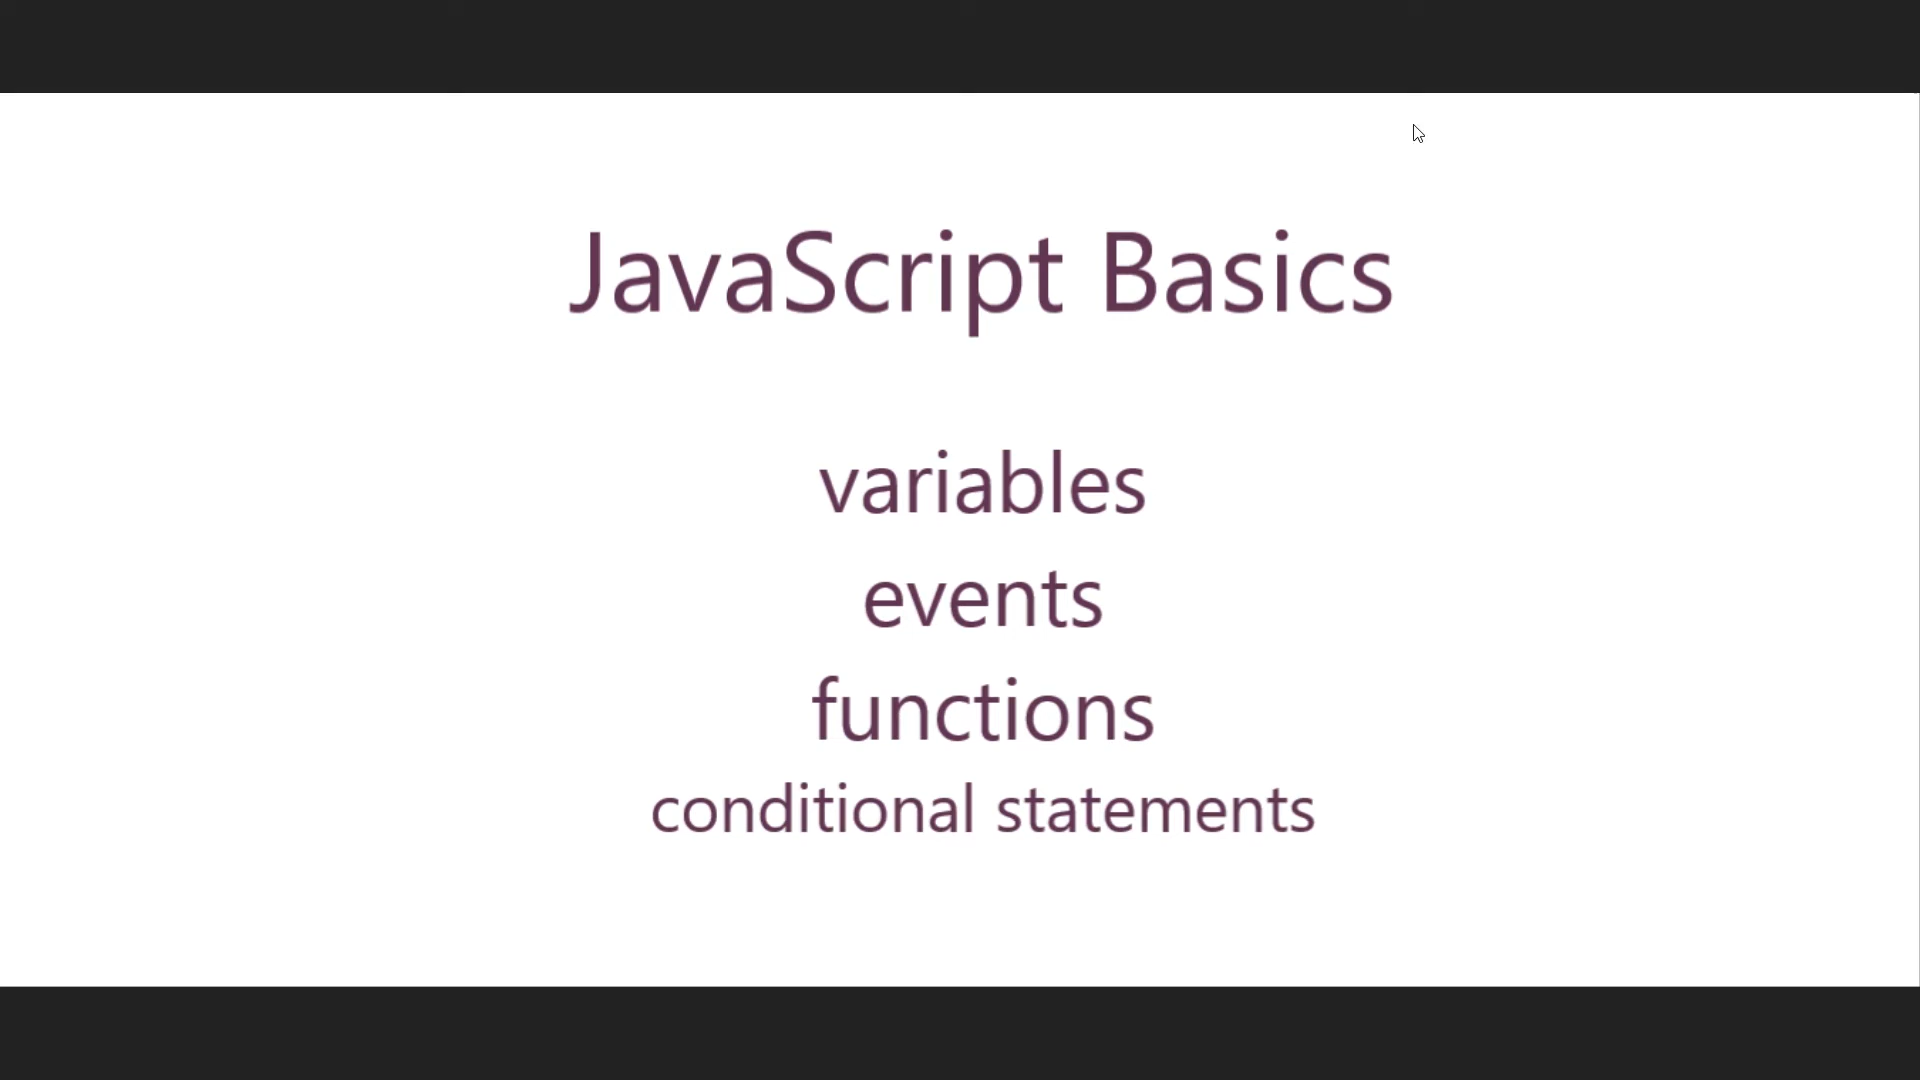 JavaScript Basics
variables
events
functions
conditional statements